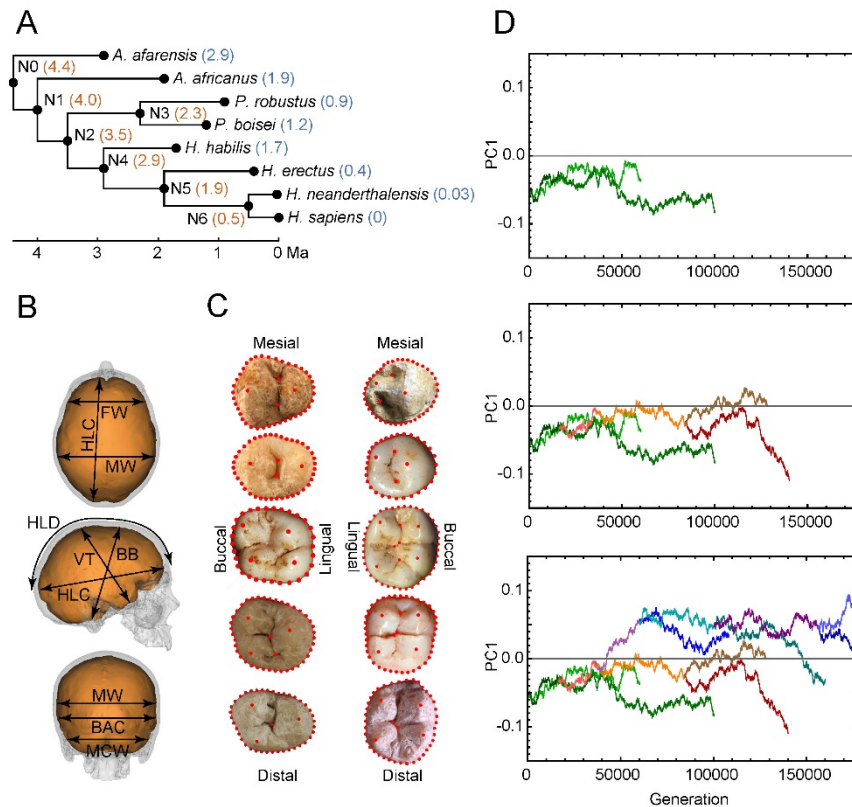 A
A. afarensis (2.9)
N0 (4.4)
A. africanus (1.9)
N1 (4.0)
P. robustus (0.9)
N3 (2.3)
P. boisei (1.2)
N2 (3.5)
H. habilis (1.7)
N4 (2.9)
H. erectus (0.4)
N5 (1.9)
H. neanderthalensis (0.03)
N6 (0.5)
H. sapiens (0)
4 3 2 1 0 Ma
B
FW
HLC
MW
HLD
VT
BB
HLC
MW
BAC
MCW
C
Mesial
Mesial
Buccal
Lingual
Lingual
Buccal
Distal
Distal
D
0.1
0.0
-0.1
PC1
0 50000 100000 150000
0.1
0.0
-0.1
PC1
0 50000 100000 150000
0.1
0.0
-0.1
PC1
0 50000 100000 150000
Generation